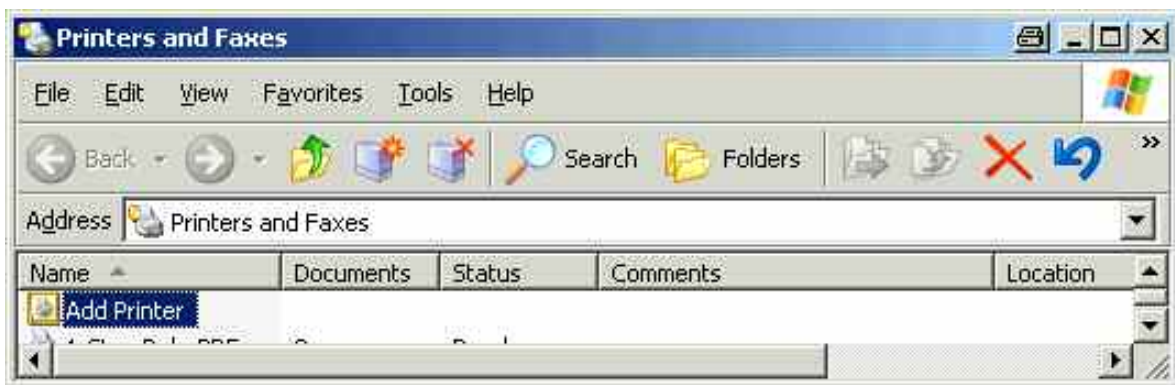 Printers and Faxes
File Edit View Favorites Tools Help
Back Search Folders »
Address Printers and Faxes
Name Documents Status Comments Location
Add Printer